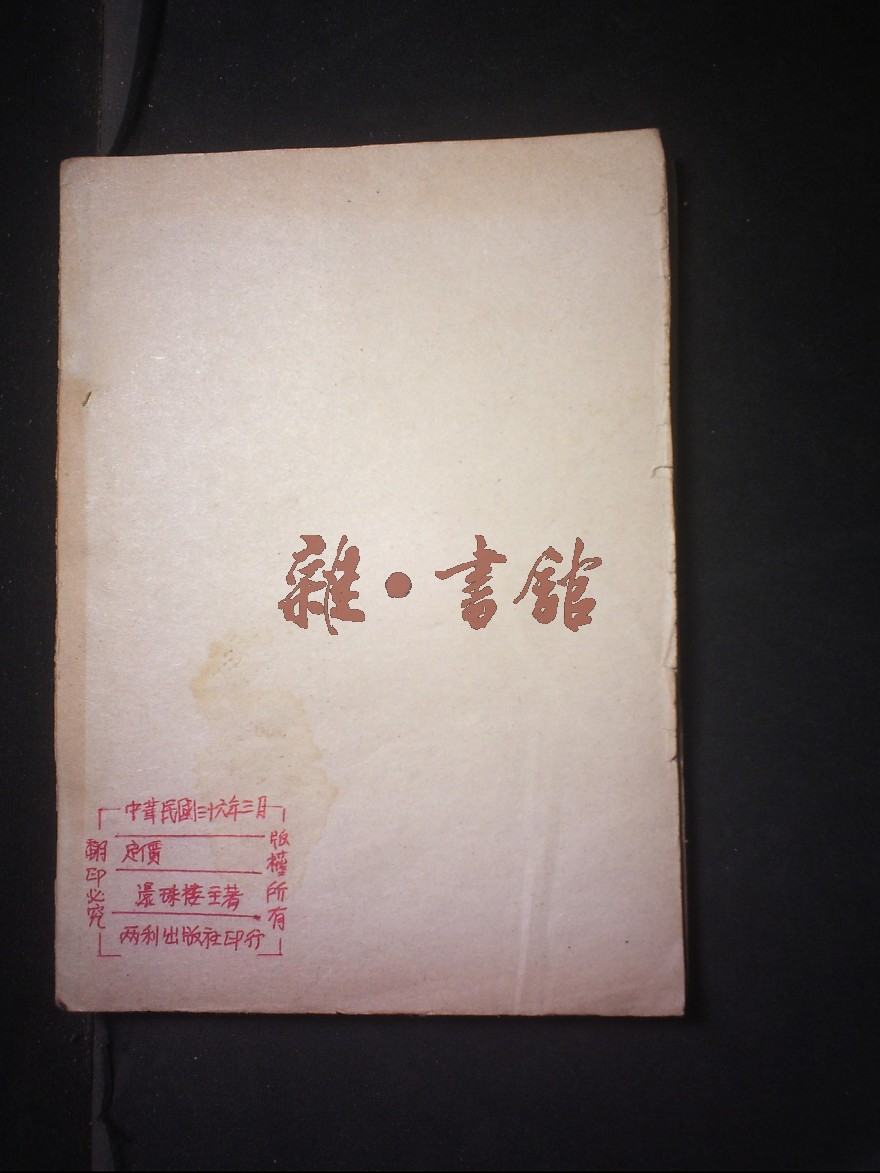 雜·書館
中華民國三十六年三月
定價
還珠楼主著
两利出版社印行
版權所有
翻印必究